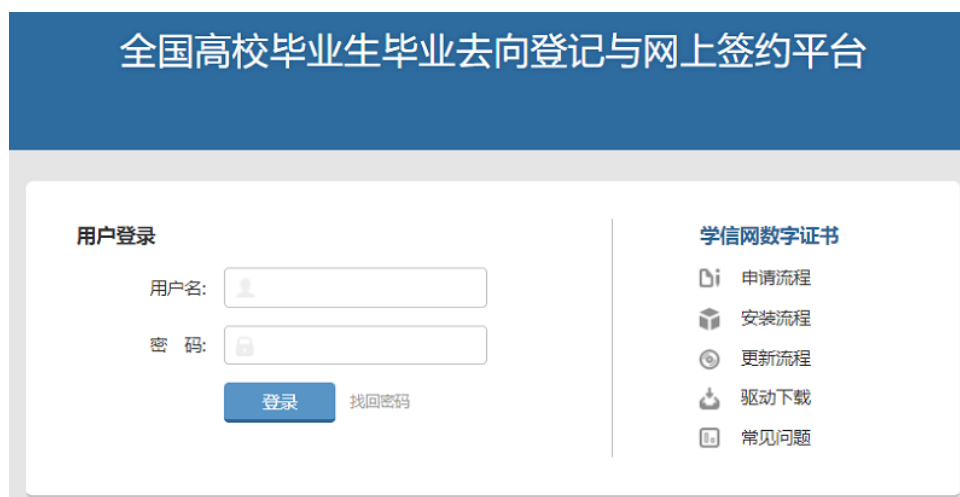 全国高校毕业生毕业去向登记与网上签约平台
用户登录
用户名:
密 码:
登录 找回密码
学信网数字证书
申请流程
安装流程
更新流程
驱动下载
常见问题